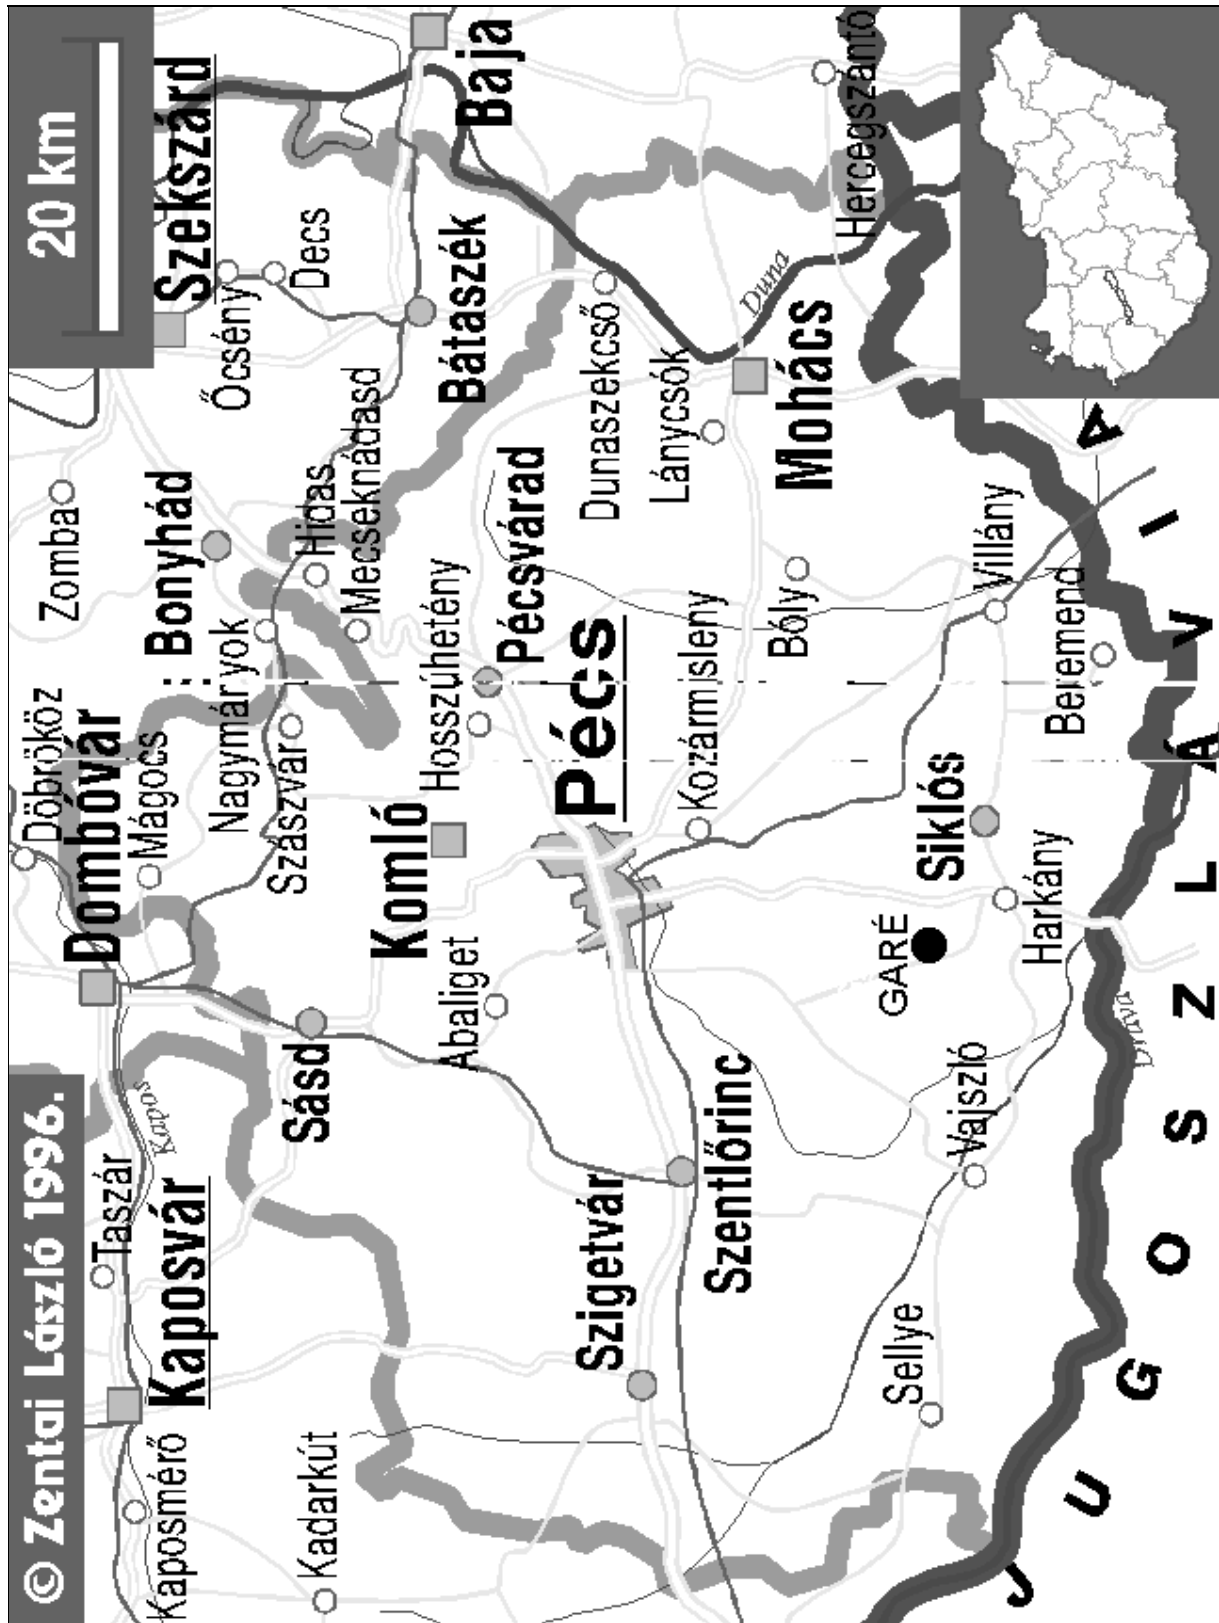 © Zentai László 1996.
20 km
Kaposmérő
Kaposvár
Taszár
Kapos
Dombóvár
Döbrököz
Mágocs
Nagymányok
Szászvár
Bonyhád
Zomba
Hidas
Mecseknádasd
Őcsény
Szekszárd
Decs
Bátaszék
Baja
Kadarkút
Sásd
Komló
Abaliget
Hosszúhetény
Pécsvárad
Pécs
Dunaszekcső
Lánycsók
Mohács
Duna
Hercegszántó
Szigetvár
Szentlőrinc
Kozármisleny
Bóly
Sellye
Vajszló
GARÉ
Siklós
Harkány
Villány
Beremend
Dráva
JUGOSZLÁVIA